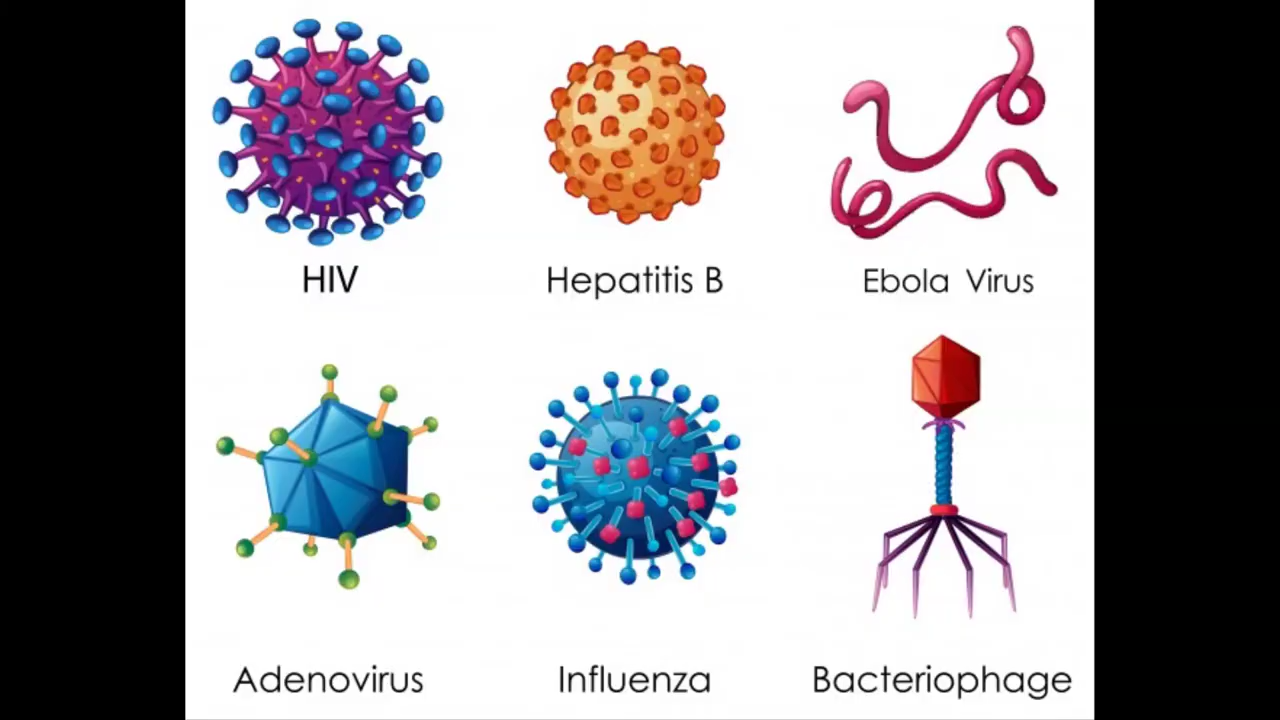 HIV
Hepatitis B
Ebola Virus
Adenovirus
Influenza
Bacteriophage